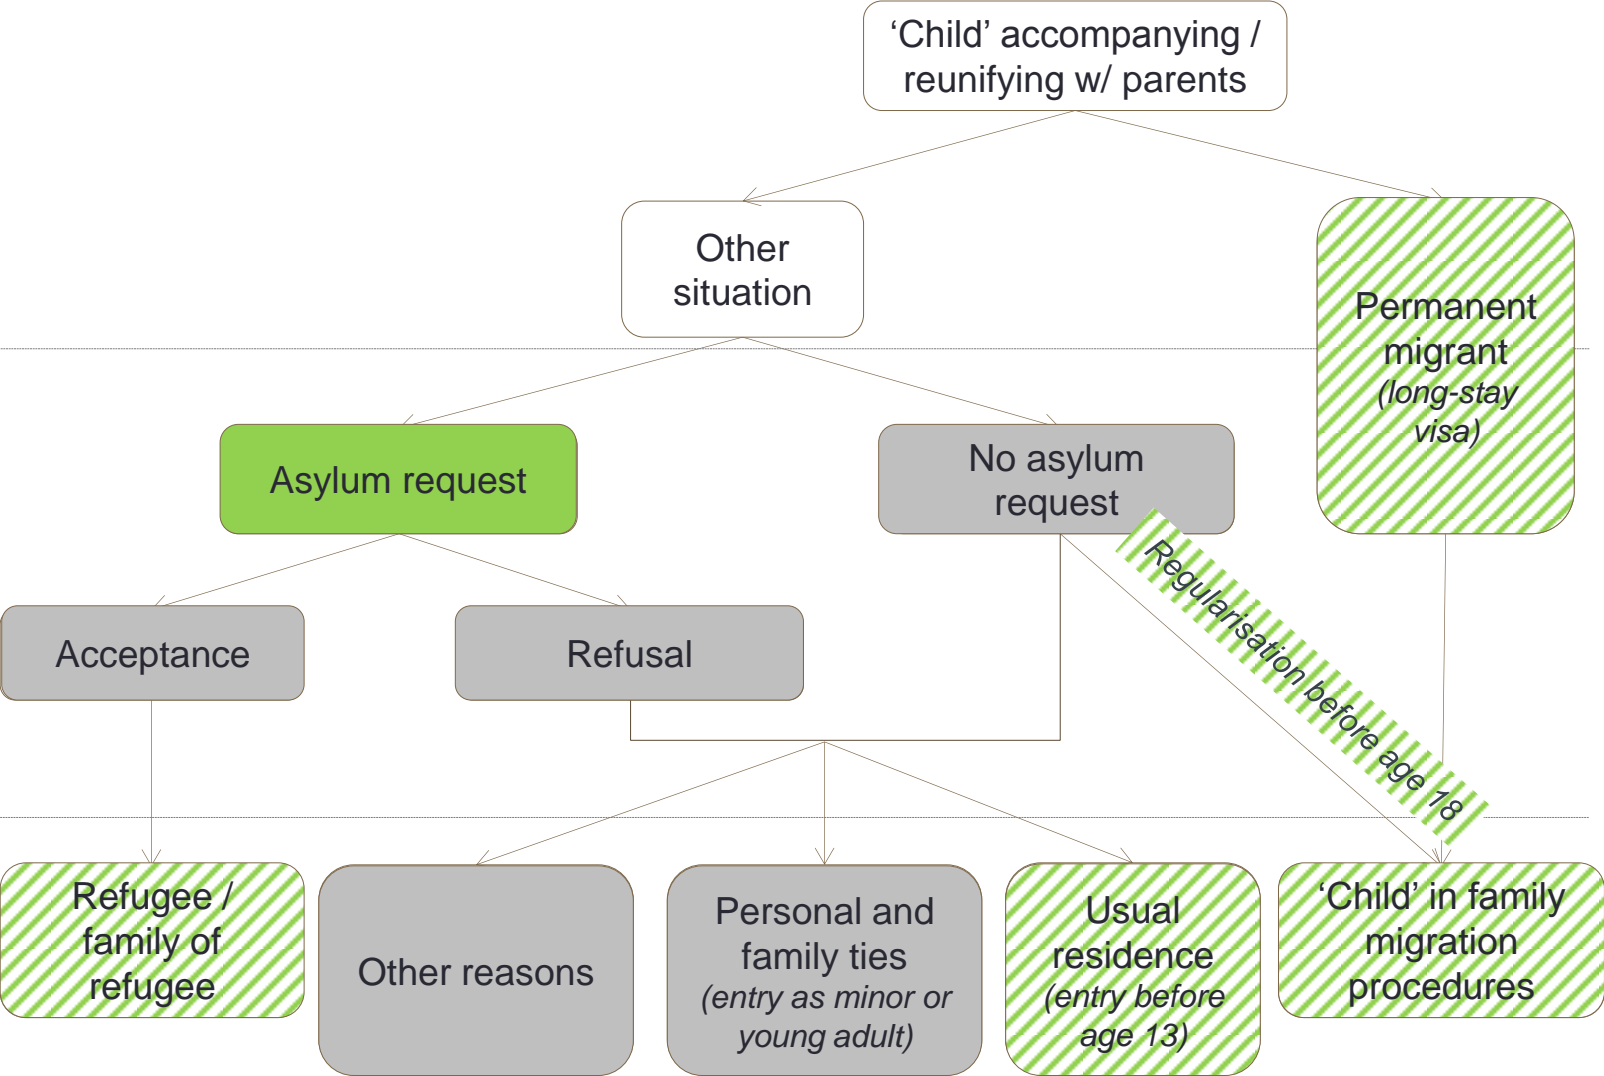 ‘Child’ accompanying /
reunifying w/ parents
Other
situation
Permanent
migrant
(long-stay
visa)
Asylum request
No asylum
request
Regularisation before age 18
Acceptance
Refusal
Refugee /
family of
refugee
Other reasons
Personal and
family ties
(entry as minor or
young adult)
Usual
residence
(entry before
age 13)
‘Child’ in family
migration
procedures